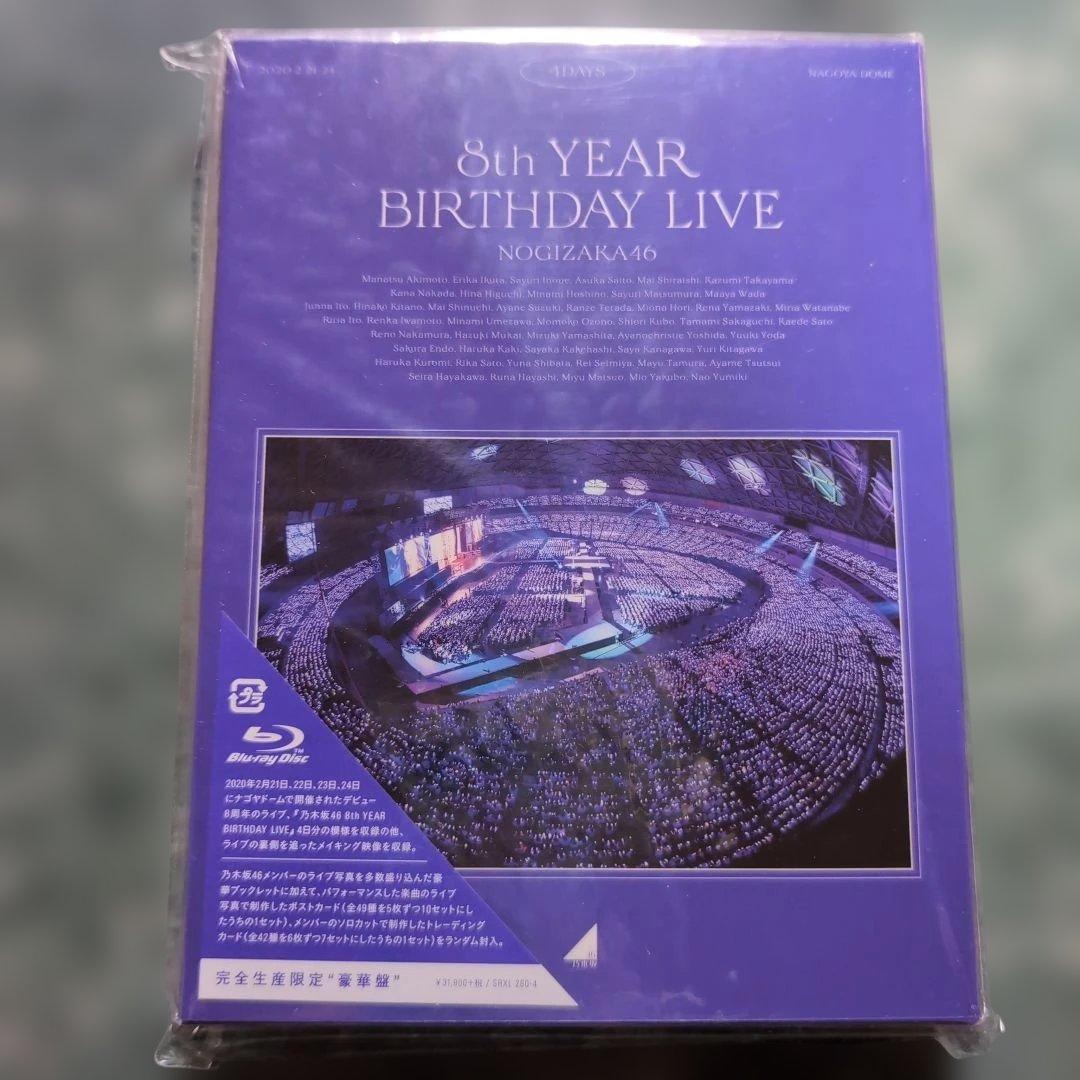 2020.2.21-24
4DAYS
NAGOYA DOME
8th YEAR
BIRTHDAY LIVE
NOGIZAKA46
Manatsu Akimoto, Erika Ikuta, Sayuri Inoue, Asuka Saito, Mai Shiraishi, Kazumi Takayama
Kana Nakada, Hina Higuchi, Minami Hoshino, Sayuri Matsumura, Maaya Wada
Junna Ito, Hinako Kitano, Mai Shinuchi, Ayane Suzuki, Ranze Terada, Miona Hori, Rena Yamazaki, Miria Watanabe
Riria Ito, Renka Iwamoto, Minami Umezawa, Momoko Ozono, Shiori Kubo, Tamami Sakaguchi, Kaede Sato
Reno Nakamura, Hazuki Mukai, Mizuki Yamashita, Ayanochristie Yoshida, Yuuki Yoda
Sakura Endo, Haruka Kaki, Sayaka Kakehashi, Saya Kanagawa, Yuri Kitagawa
Haruka Kuromi, Rika Sato, Yuna Shibata, Rei Seimiya, Mayu Tamura, Ayame Tsutsui
Seira Hayakawa, Runa Hayashi, Miyu Matsuo, Mio Yakubo, Nao Yumiki
プラ
Blu-ray Disc™
2020年2月21日、22日、23日、24日
にナゴヤドームで開催されたデビュー
8周年のライブ、『乃木坂46 8th YEAR
BIRTHDAY LIVE』4日分の模様を収録の他、
ライブの裏側を追ったメイキング映像を収録。
乃木坂46メンバーのライブ写真を多数盛り込んだ豪
華ブックレットに加えて、パフォーマンスした楽曲のライブ
写真で制作したポストカード（全49種を5枚ずつ10セットにし
たうちの1セット）、メンバーのソロカットで制作したトレーディング
カード（全42種を6枚ずつ7セットにしたうちの1セット）をランダム封入。
完全生産限定“豪華盤” ¥31,900+税 / SRXL 280-4
乃木坂